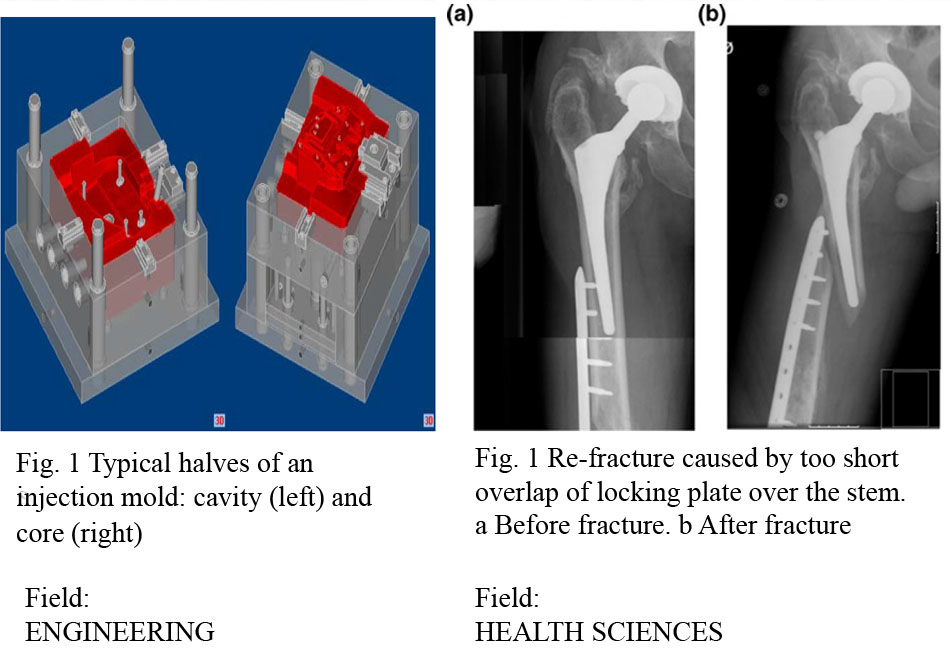 (a)
(b)
Ø
3D
3D
Fig. 1 Typical halves of an
injection mold: cavity (left) and
core (right)
Field:
ENGINEERING
Fig. 1 Re-fracture caused by too short
overlap of locking plate over the stem.
a Before fracture. b After fracture
Field:
HEALTH SCIENCES